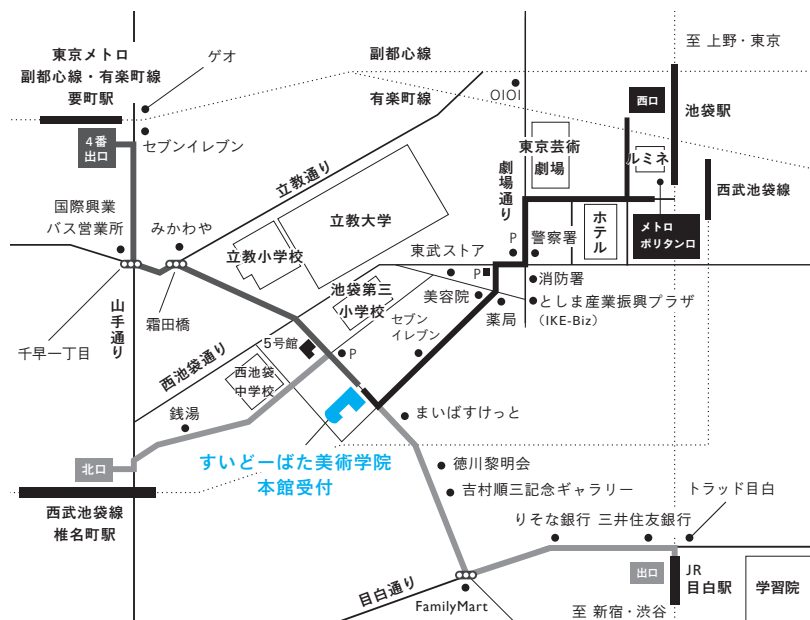 至 上野・東京
東京メトロ
副都心線・有楽町線
要町駅
ゲオ
副都心線
有楽町線
OIOI
西口
池袋駅
4番
出口
セブンイレブン
東京芸術
劇場
ルミネ
西武池袋線
立教通り
劇場通り
国際興業
バス営業所
みかわや
立教大学
立教小学校
ホテル
メトロ
ポリタン口
東武ストア
P
警察署
P
消防署
池袋第三
小学校
美容院
薬局
としま産業振興プラザ
（IKE-Biz）
山手通り
霜田橋
千早一丁目
セブン
イレブン
5号館
P
西池袋通り
西池袋
中学校
銭湯
まいばすけっと
すいどーばた美術学院
本館受付
北口
徳川黎明会
吉村順三記念ギャラリー
トラッド目白
西武池袋線
椎名町駅
りそな銀行
三井住友銀行
目白通り
FamilyMart
出口
JR
目白駅
学習院
至 新宿・渋谷